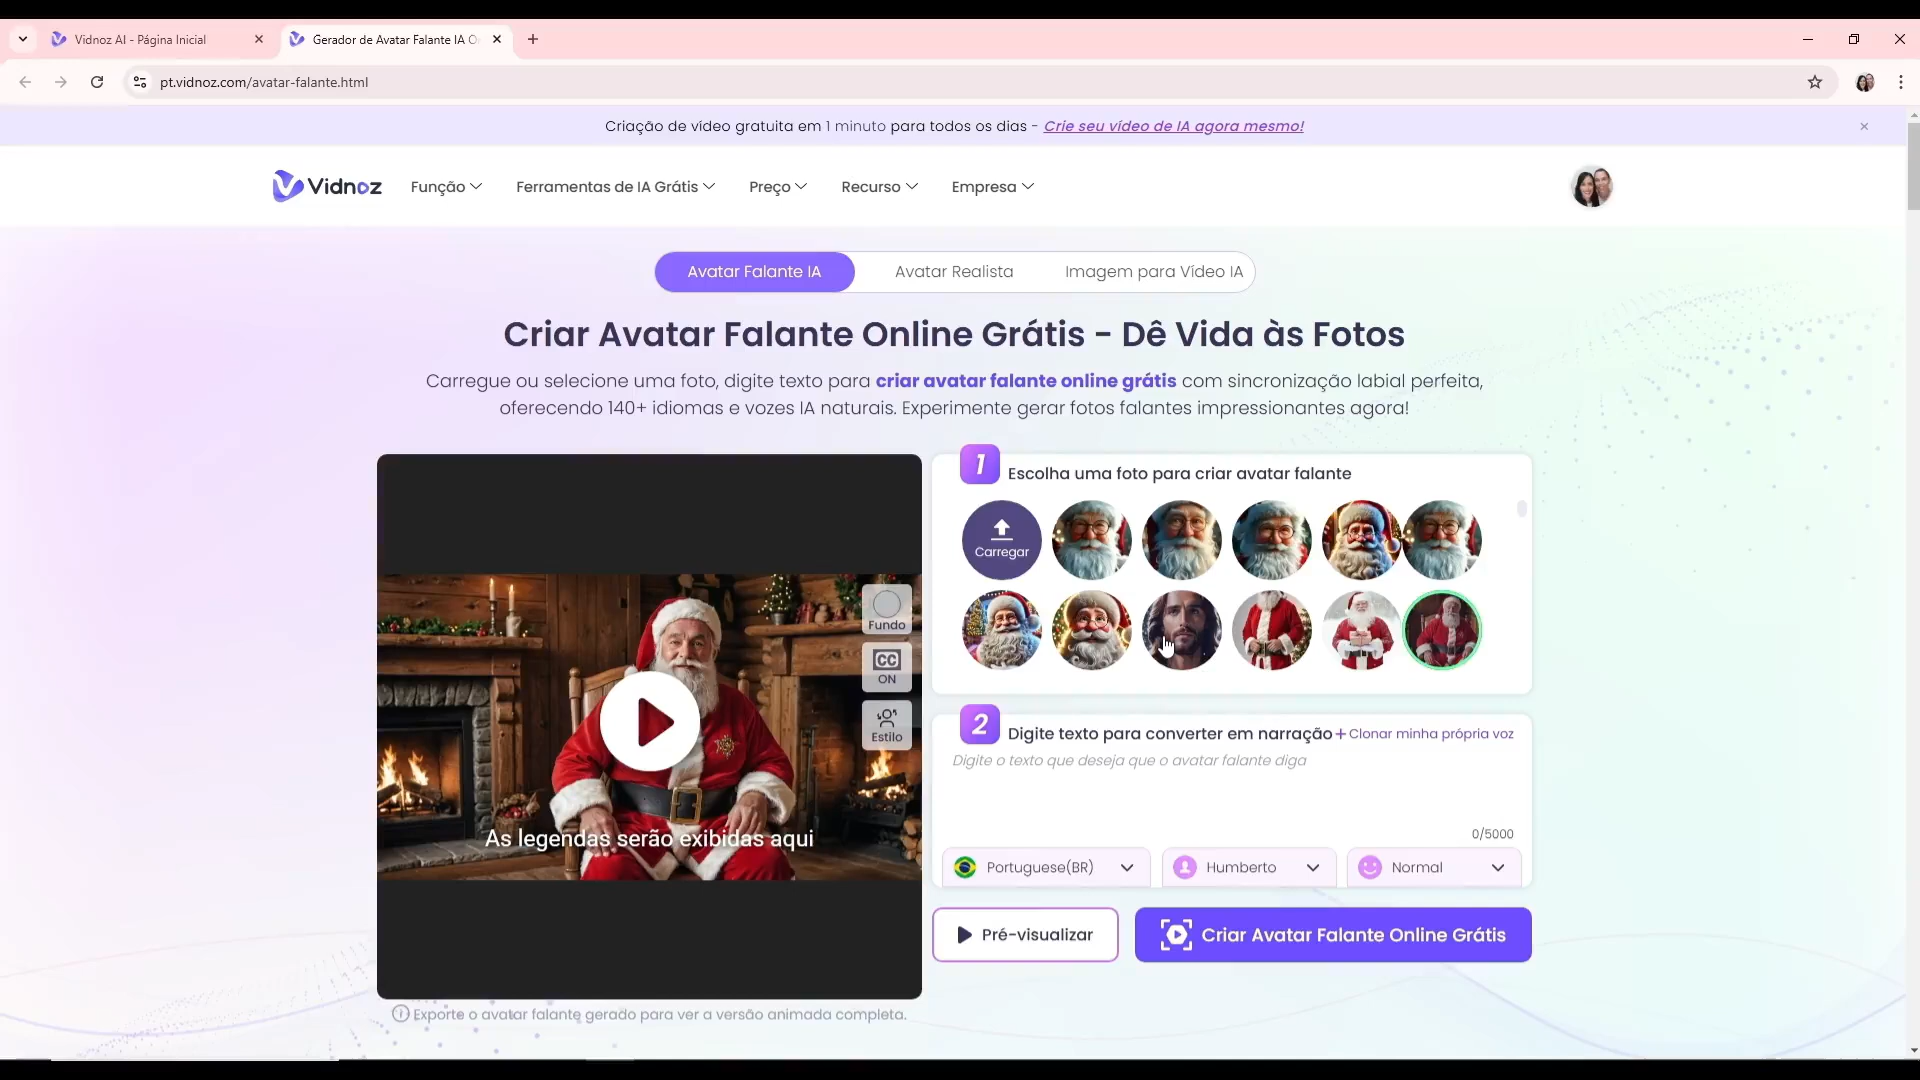 Vidnoz AI - Página Inicial
Gerador de Avatar Falante IA O
pt.vidnoz.com/avatar-falante.html
Criação de vídeo gratuita em 1 minuto para todos os dias - Crie seu vídeo de IA agora mesmo!
Vidnoz
Função
Ferramentas de IA Grátis
Preço
Recurso
Empresa
Avatar Falante IA
Avatar Realista
Imagem para Vídeo IA
Criar Avatar Falante Online Grátis - Dê Vida às Fotos
Carregue ou selecione uma foto, digite texto para criar avatar falante online grátis com sincronização labial perfeita,
oferecendo 140+ idiomas e vozes IA naturais. Experimente gerar fotos falantes impressionantes agora!
1
Escolha uma foto para criar avatar falante
Carregar
Fundo
CC
ON
Estilo
As legendas serão exibidas aqui
2
Digite texto para converter em narração
+ Clonar minha própria voz
Digite o texto que deseja que o avatar falante diga
0/5000
Portuguese(BR)
Humberto
Normal
Pré-visualizar
Criar Avatar Falante Online Grátis
Exporte o avatar falante gerado para ver a versão animada completa.